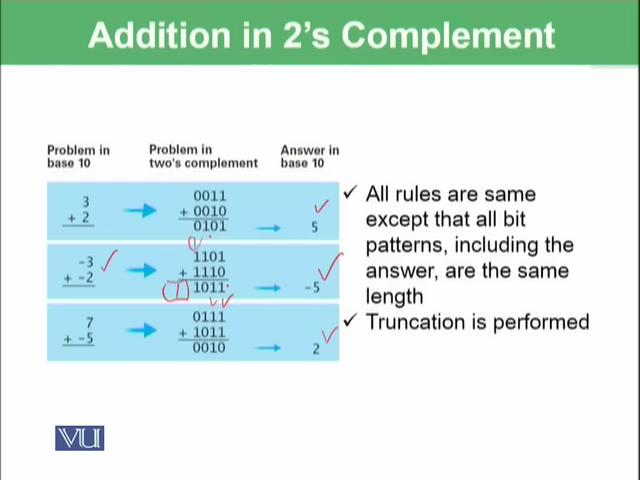 Addition in 2's Complement
Problem in
base 10
Problem in
two's complement
Answer in
base 10
3
+ 2
0011
+ 0010
0101
5
-3
+ -2
1101
+ 1110
1 1011
-5
7
+ -5
0111
+ 1011
0010
2
✓ All rules are same
except that all bit
patterns, including the
answer, are the same
length
✓ Truncation is performed
VU